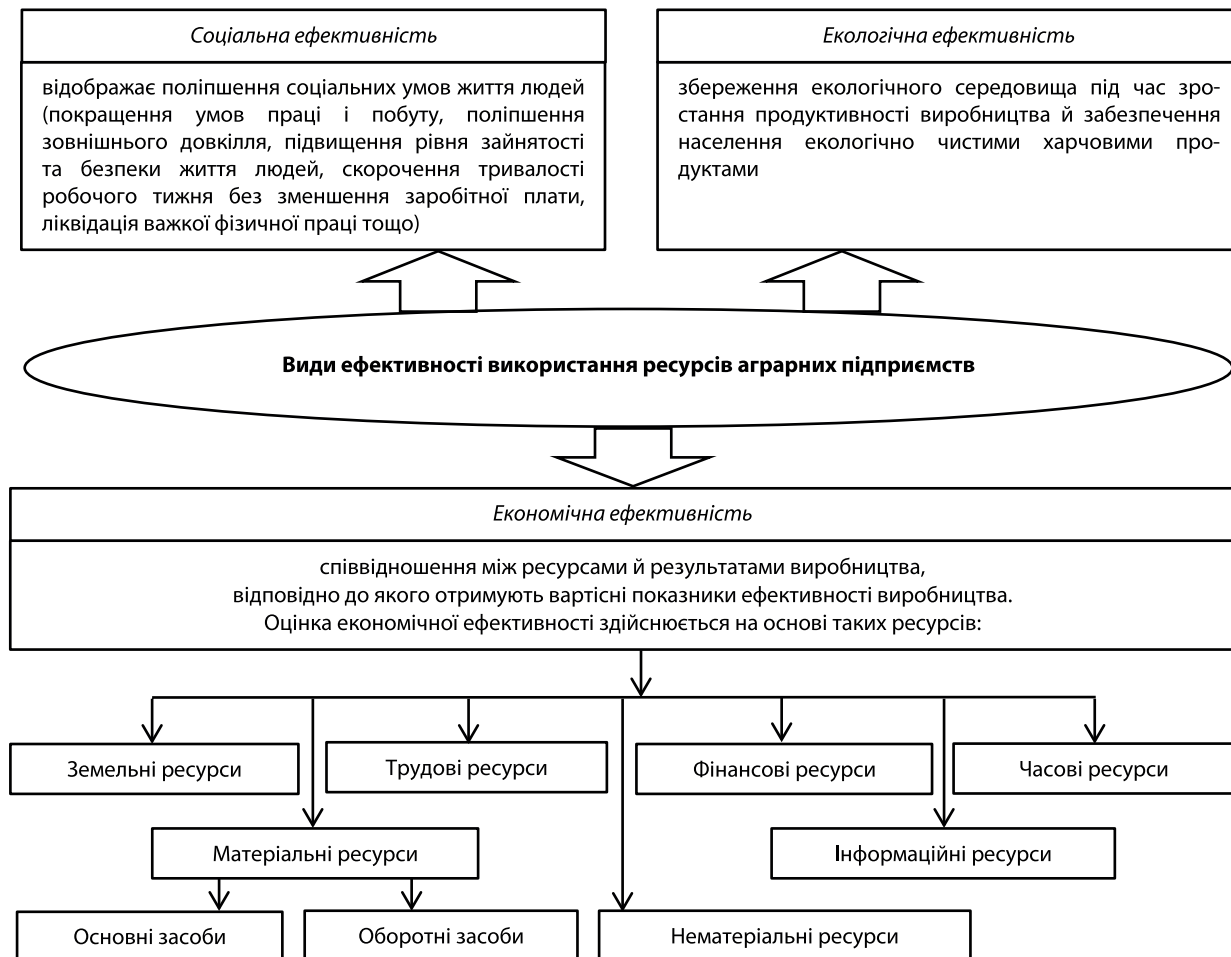 Соціальна ефективність
відображає поліпшення соціальних умов життя людей
(покращення умов праці і побуту, поліпшення
зовнішнього довкілля, підвищення рівня зайнятості
та безпеки життя людей, скорочення тривалості
робочого тижня без зменшення заробітної плати,
ліквідація важкої фізичної праці тощо)
Екологічна ефективність
збереження екологічного середовища під час зро-
стання продуктивності виробництва й забезпечення
населення екологічно чистими харчовими про-
дуктами
Види ефективності використання ресурсів аграрних підприємств
Економічна ефективність
співвідношення між ресурсами й результатами виробництва,
відповідно до якого отримують вартісні показники ефективності виробництва.
Оцінка економічної ефективності здійснюється на основі таких ресурсів:
Земельні ресурси
Трудові ресурси
Фінансові ресурси
Часові ресурси
Матеріальні ресурси
Інформаційні ресурси
Основні засоби
Оборотні засоби
Нематеріальні ресурси